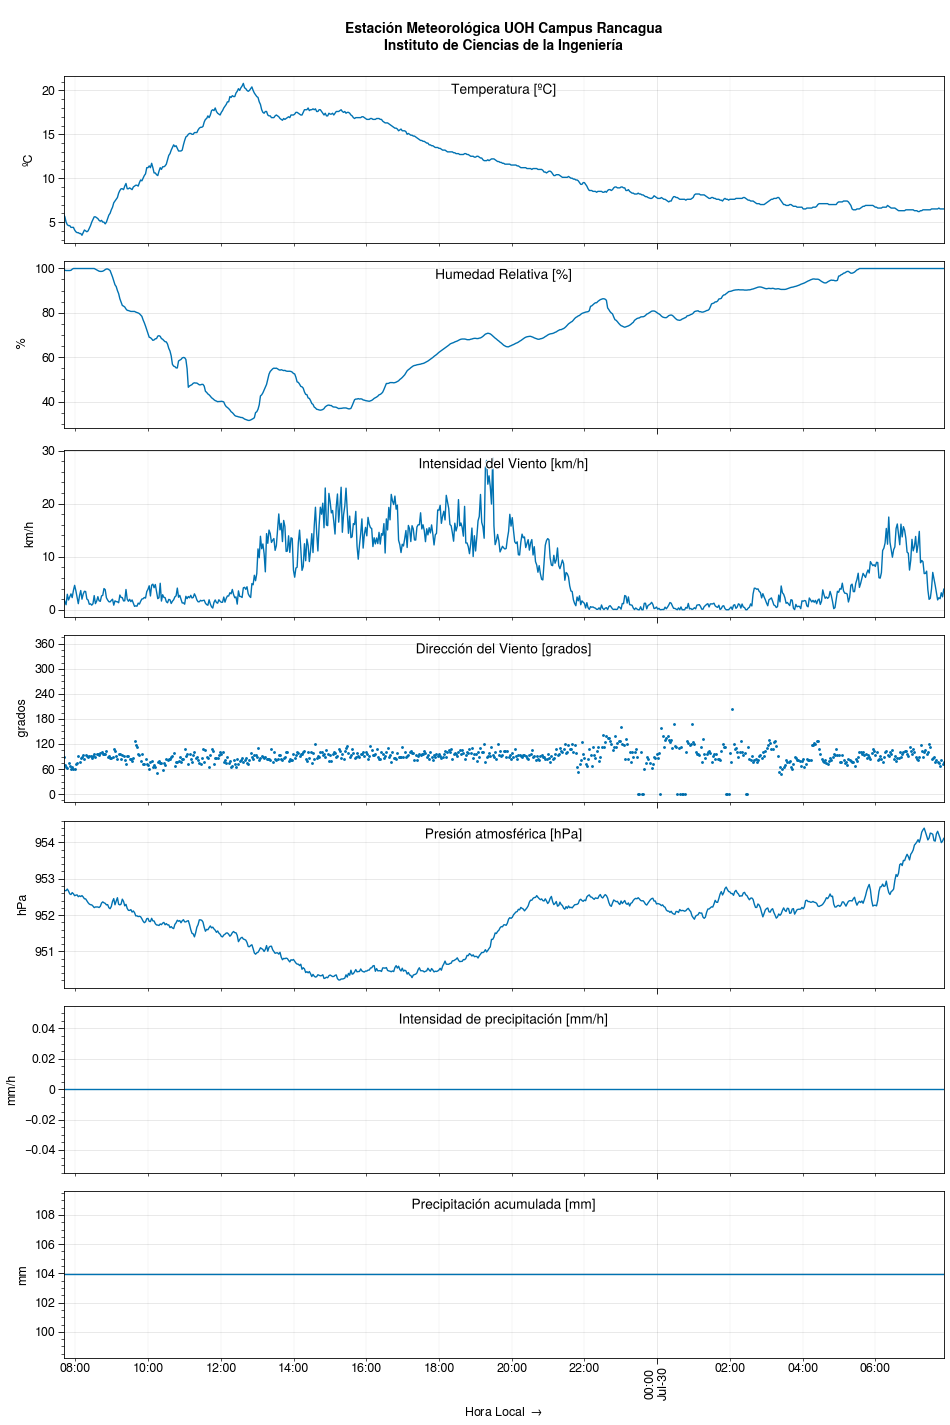 Estación Meteorológica UOH Campus Rancagua
Instituto de Ciencias de la Ingeniería
Temperatura [ºC]
ºC
20
15
10
5
Humedad Relativa [%]
%
100
80
60
40
Intensidad del Viento [km/h]
km/h
30
20
10
0
Dirección del Viento [grados]
grados
360
300
240
180
120
60
0
Presión atmosférica [hPa]
hPa
954
953
952
951
Intensidad de precipitación [mm/h]
mm/h
0.04
0.02
0
−0.02
−0.04
Precipitación acumulada [mm]
mm
108
106
104
102
100
08:00 10:00 12:00 14:00 16:00 18:00 20:00 22:00 00:00 02:00 04:00 06:00
Jul-30
Hora Local →